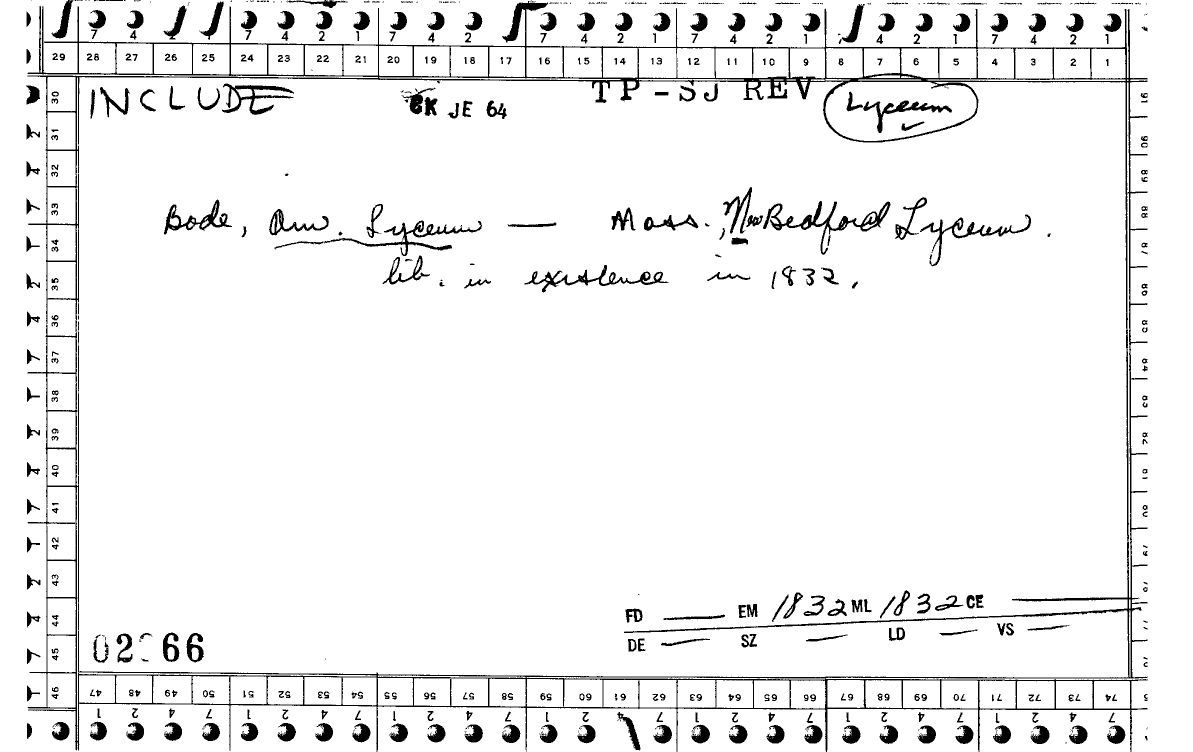 7 4 2 1 7 4 2 1 7 4 2 7 4 2 1 7 4 2 1 7 4 2 1 7 4 2 1
29 28 27 26 25 24 23 22 21 20 19 18 17 16 15 14 13 12 11 10 9 8 7 6 5 4 3 2 1
INCLUDE CK JE 64 TP-SJ REV Lyceum
Bode, Am. Lyceum — Mass., New Bedford Lyceum.
lib. in existence in 1832.
FD — EM 1832 ML 1832 CE —
DE — SZ — LD — VS —
02 66
30 31 32 33 34 35 36 37 38 39 40 41 42 43 44 45 46
91 90 89 88 87 86 85 84 83 82 81 80 79 78 77
47 48 49 50 51 52 53 54 55 56 57 58 59 60 61 62 63 64 65 66 67 68 69 70 71 72 73 74
1 2 4 7 1 2 4 7 1 2 4 7 1 2 4 7 1 2 4 7 1 2 4 7 1 2 4 7